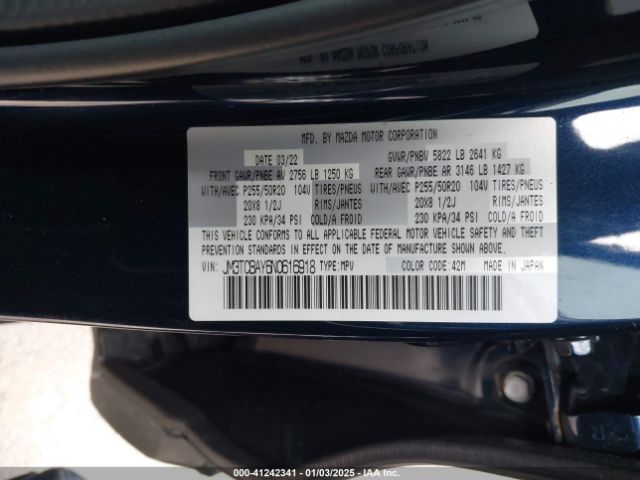 MFD. BY MAZDA MOTOR CORPORATION
DATE 03/22
GVWR/PNBV 5822 LB 2641 KG
FRONT GAWR/PNBE AV 2756 LB 1250 KG
REAR GAWR/PNBE AR 3146 LB 1427 KG
WITH/AVEC P255/50R20 104V TIRES/PNEUS
WITH/AVEC P255/50R20 104V TIRES/PNEUS
20X8 1/2J RIMS/JANTES
20X8 1/2J RIMS/JANTES
230 KPA/34 PSI COLD/A FROID
230 KPA/34 PSI COLD/A FROID
THIS VEHICLE CONFORMS TO ALL APPLICABLE FEDERAL MOTOR VEHICLE SAFETY AND THEFT
PREVENTION STANDARDS IN EFFECT ON THE DATE OF MANUFACTURE SHOWN ABOVE.
VIN: JM3TCBAY6N0616918 TYPE:MPV COLOR CODE:42M MADE IN JAPAN
000-41242341 - 01/03/2025 - IAA Inc.